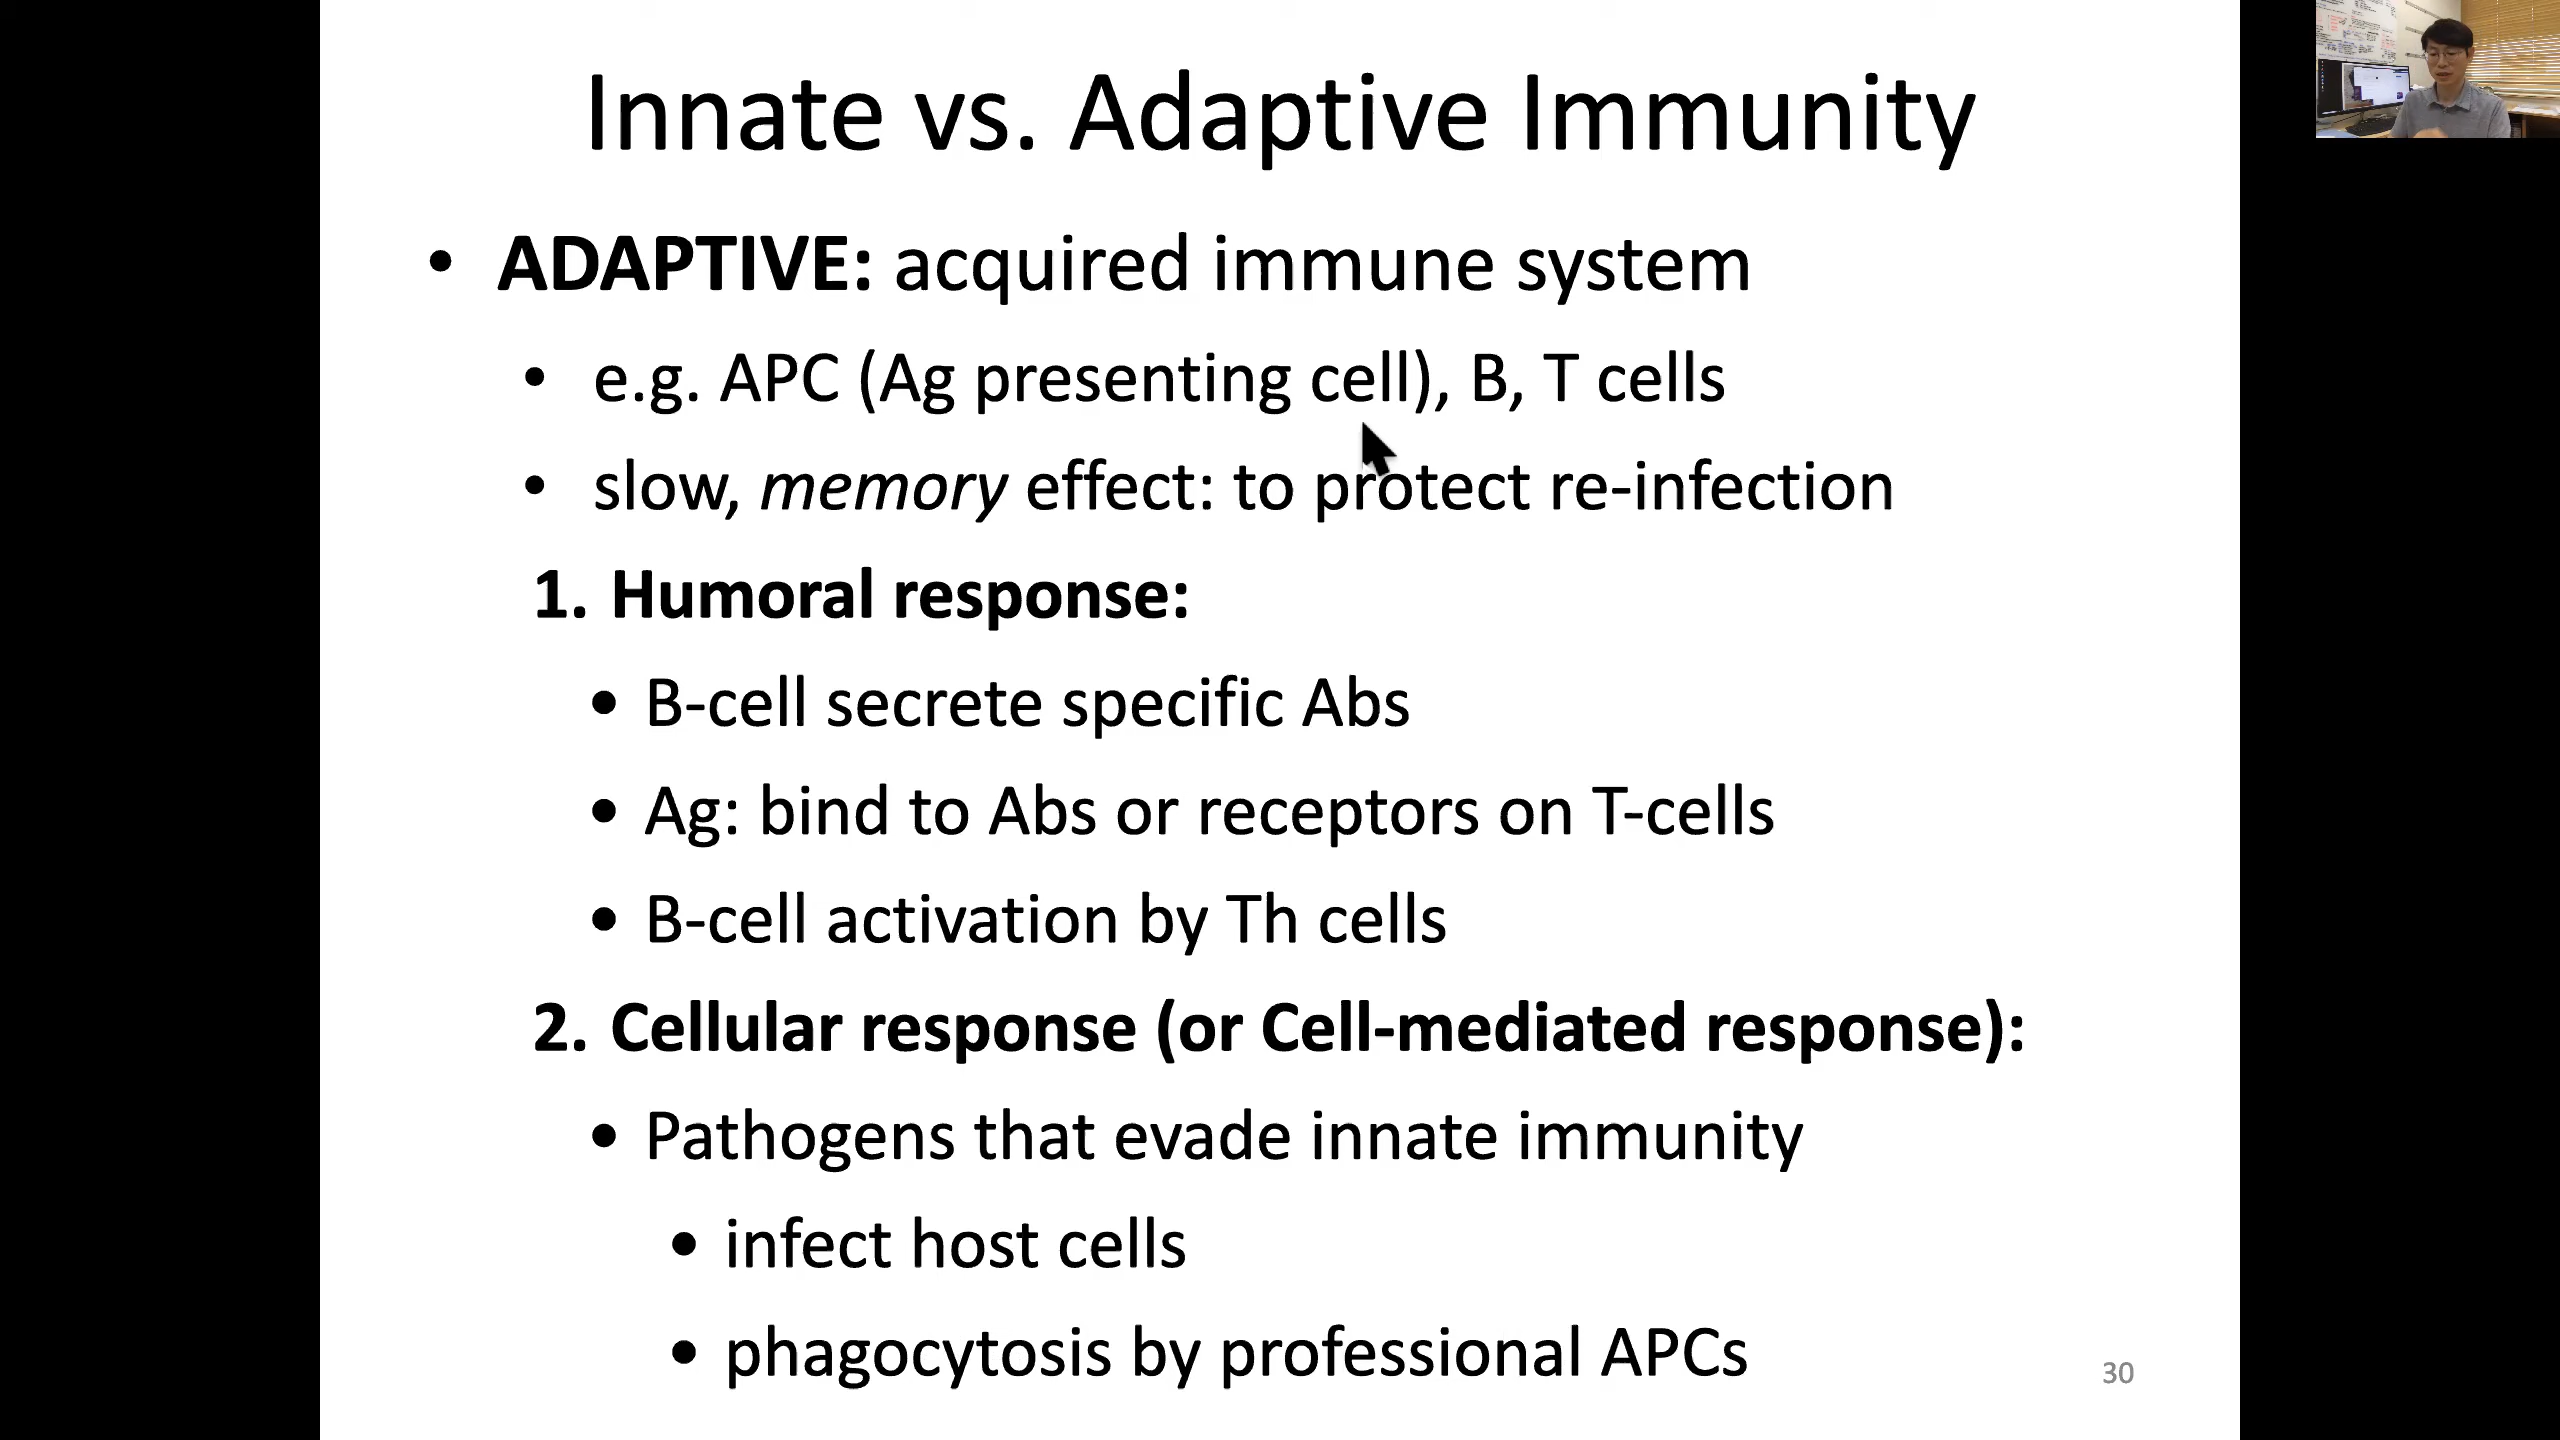 Innate vs. Adaptive Immunity
• ADAPTIVE: acquired immune system
• e.g. APC (Ag presenting cell), B, T cells
• slow, memory effect: to protect re-infection
1. Humoral response:
• B-cell secrete specific Abs
• Ag: bind to Abs or receptors on T-cells
• B-cell activation by Th cells
2. Cellular response (or Cell-mediated response):
• Pathogens that evade innate immunity
• infect host cells
• phagocytosis by professional APCs
30